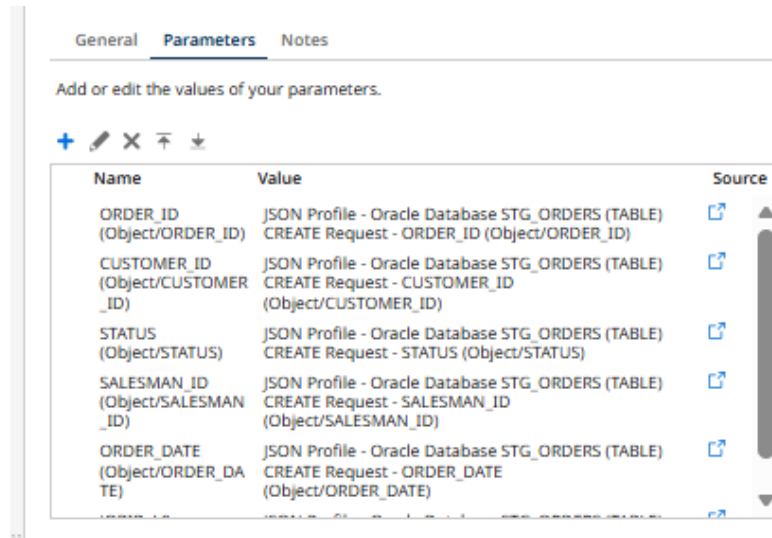 General Parameters Notes
Add or edit the values of your parameters.
Name Value Source
ORDER_ID JSON Profile - Oracle Database STG_ORDERS (TABLE)
(Object/ORDER_ID) CREATE Request - ORDER_ID (Object/ORDER_ID)
CUSTOMER_ID JSON Profile - Oracle Database STG_ORDERS (TABLE)
(Object/CUSTOMER CREATE Request - CUSTOMER_ID
_ID) (Object/CUSTOMER_ID)
STATUS JSON Profile - Oracle Database STG_ORDERS (TABLE)
(Object/STATUS) CREATE Request - STATUS (Object/STATUS)
SALESMAN_ID JSON Profile - Oracle Database STG_ORDERS (TABLE)
(Object/SALESMAN CREATE Request - SALESMAN_ID
_ID) (Object/SALESMAN_ID)
ORDER_DATE JSON Profile - Oracle Database STG_ORDERS (TABLE)
(Object/ORDER_DA CREATE Request - ORDER_DATE
TE) (Object/ORDER_DATE)